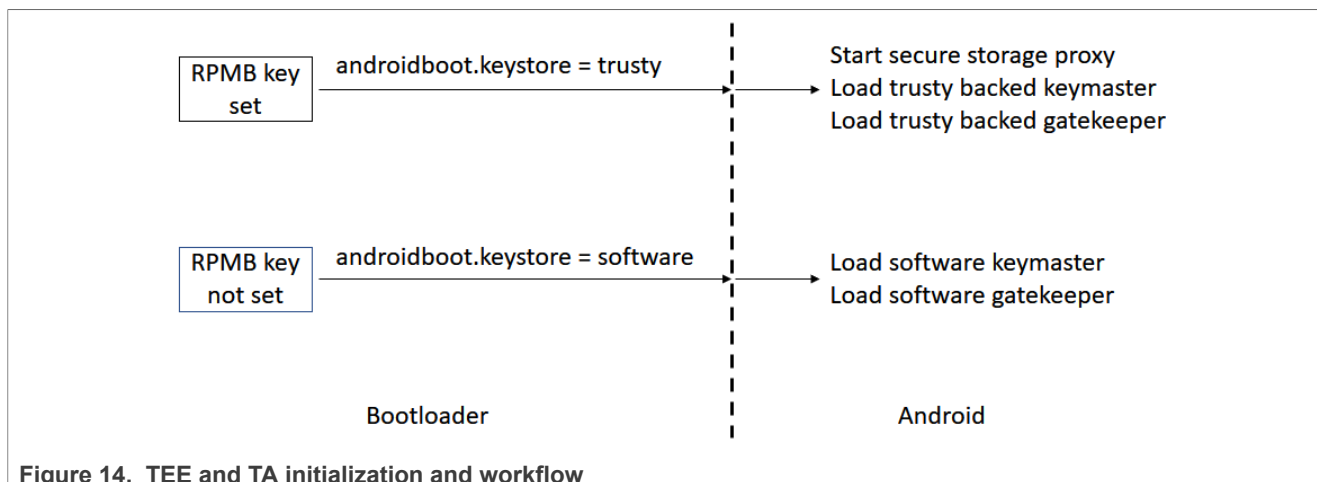 RPMB key
set
androidboot.keystore = trusty
Start secure storage proxy
Load trusty backed keymaster
Load trusty backed gatekeeper
RPMB key
not set
androidboot.keystore = software
Load software keymaster
Load software gatekeeper
Bootloader
Android
Figure 14. TEE and TA initialization and workflow